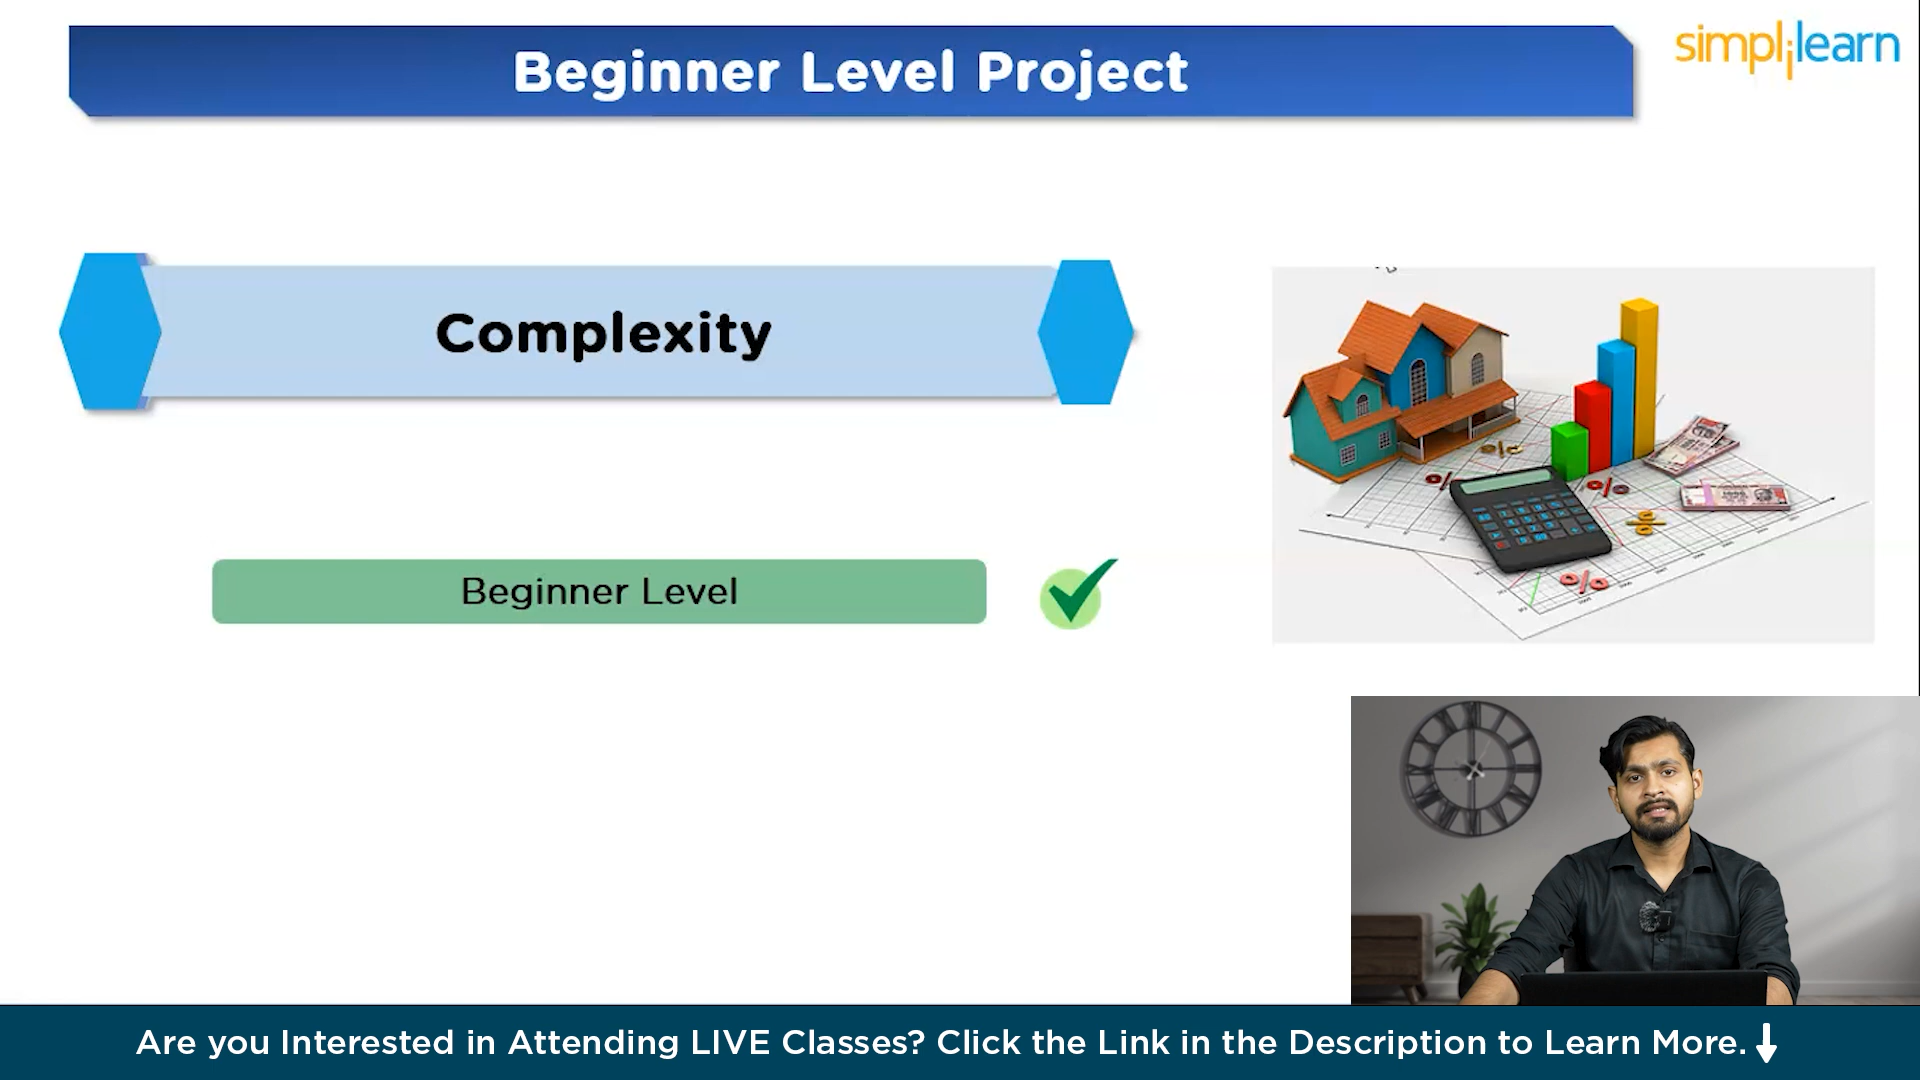 Beginner Level Project
simplilearn
Complexity
Beginner Level
Are you Interested in Attending LIVE Classes? Click the Link in the Description to Learn More.